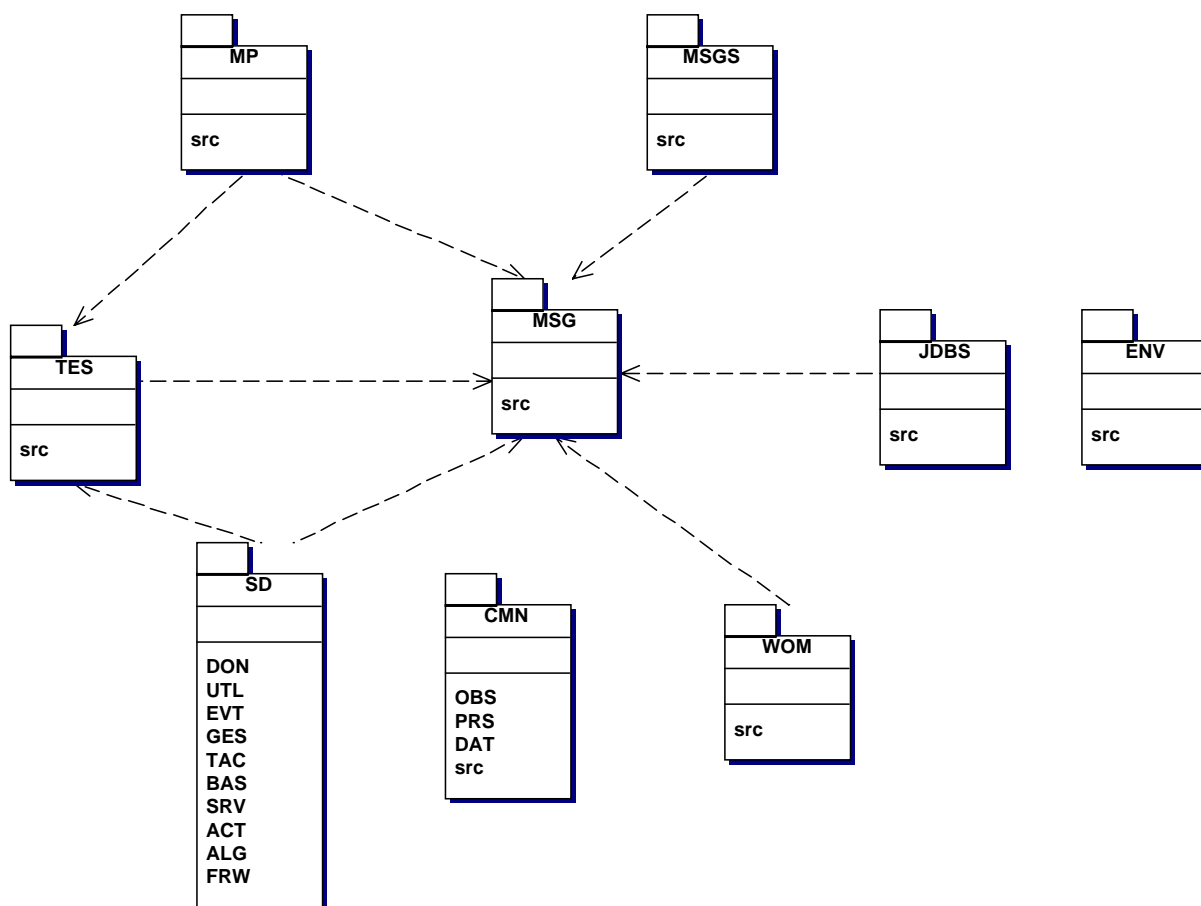 MP
src
MSGS
src
MSG
src
TES
src
JDBS
src
ENV
src
SD
DON
UTL
EVT
GES
TAC
BAS
SRV
ACT
ALG
FRW
CMN
OBS
PRS
DAT
src
WOM
src